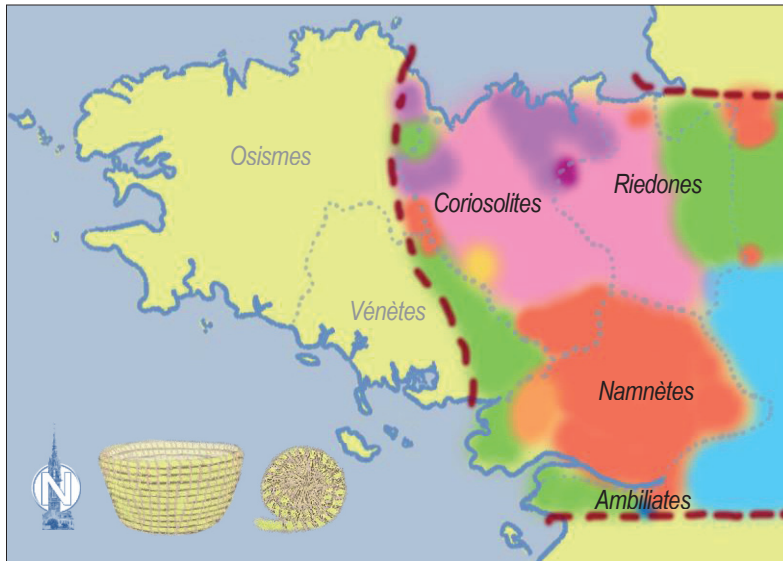 Osismes
Riedones
Coriosolites
Vénètes
Namnètes
N
Ambiliates